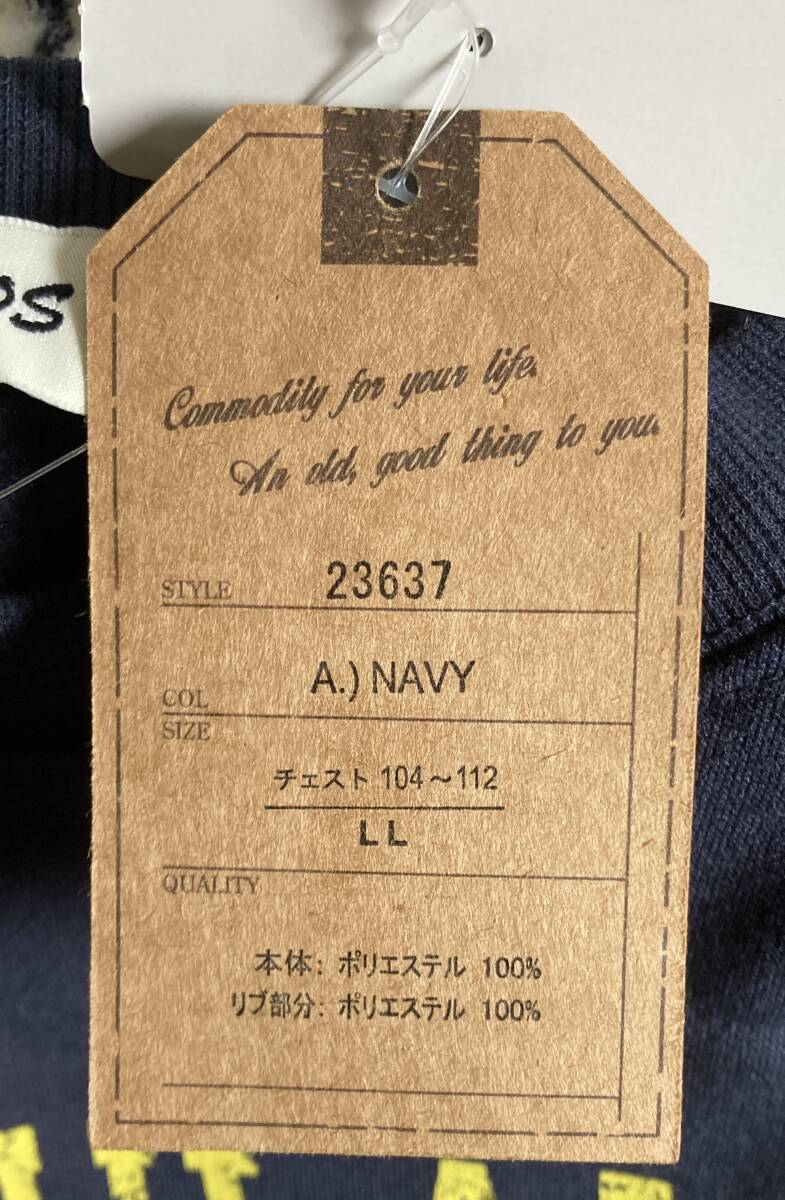 Commodity for your life.
An old, good thing to you.
STYLE 23637
COL A.) NAVY
SIZE
チェスト 104～112
LL
QUALITY
本体: ポリエステル 100%
リブ部分: ポリエステル 100%